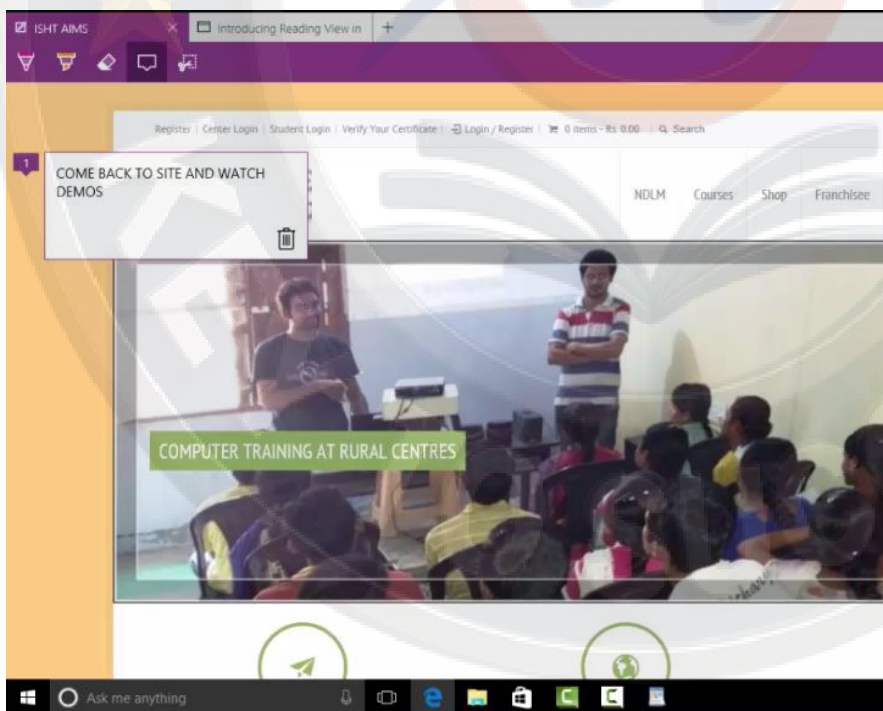 ISHT AIMS
Introducing Reading View in
Register | Center Login | Student Login | Verify Your Certificate | Login / Register | 0 items - Rs. 0.00 | Search
1
COME BACK TO SITE AND WATCH
DEMOS
NDLM Courses Shop Franchisee
COMPUTER TRAINING AT RURAL CENTRES
Ask me anything